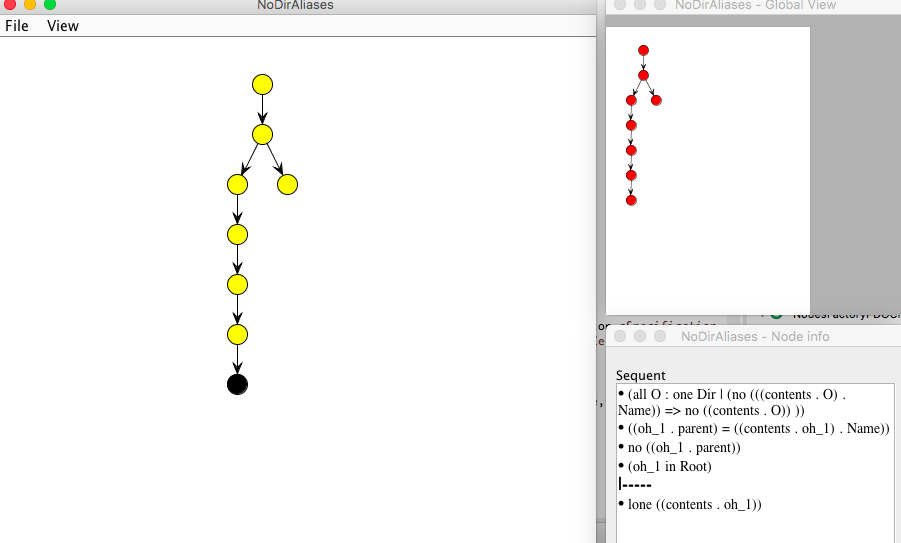 NoDirAliases
File View
NoDirAliases - Global View
NoDirAliases - Node info
Sequent
• (all O : one Dir | (no (((contents . O) .
Name)) => no ((contents . O)) ))
• ((oh_1 . parent) = ((contents . oh_1) . Name))
• no ((oh_1 . parent))
• (oh_1 in Root)
|-----
• lone ((contents . oh_1))